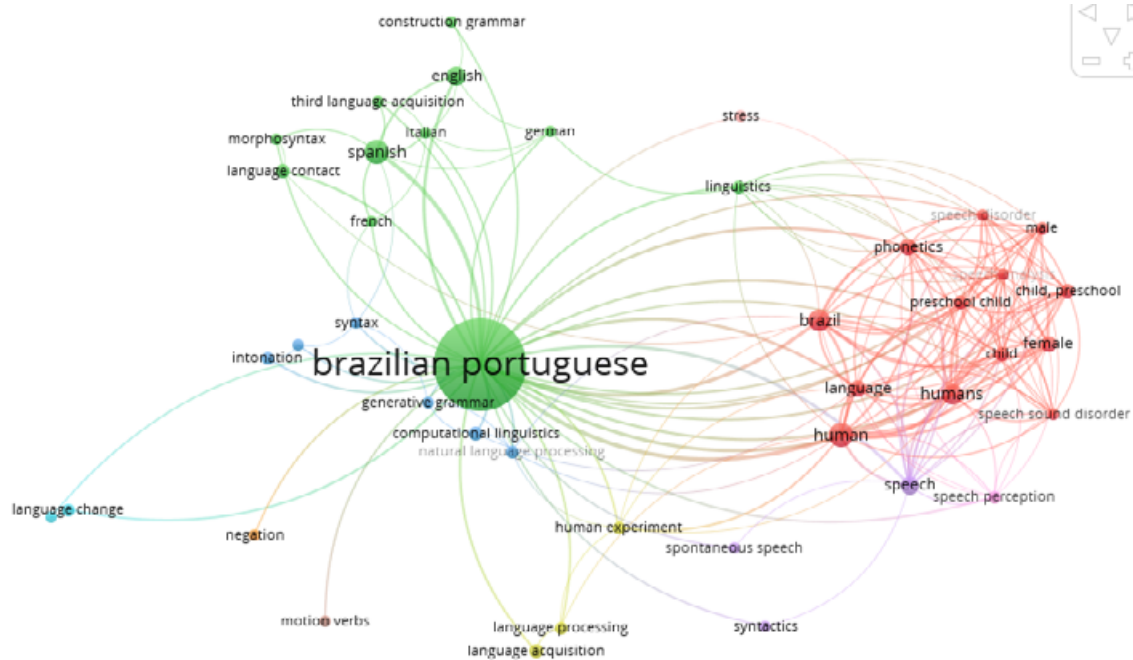 construction grammar
english
third language acquisition
italian
german
stress
morphosyntax
spanish
language contact
linguistics
french
speech disorder
male
phonetics
child, preschool
preschool child
syntax
brazil
intonation
brazilian portuguese
child
female
language
humans
generative grammar
speech sound disorder
computational linguistics
human
natural language processing
speech
speech perception
language change
human experiment
negation
spontaneous speech
motion verbs
language processing
syntactics
language acquisition